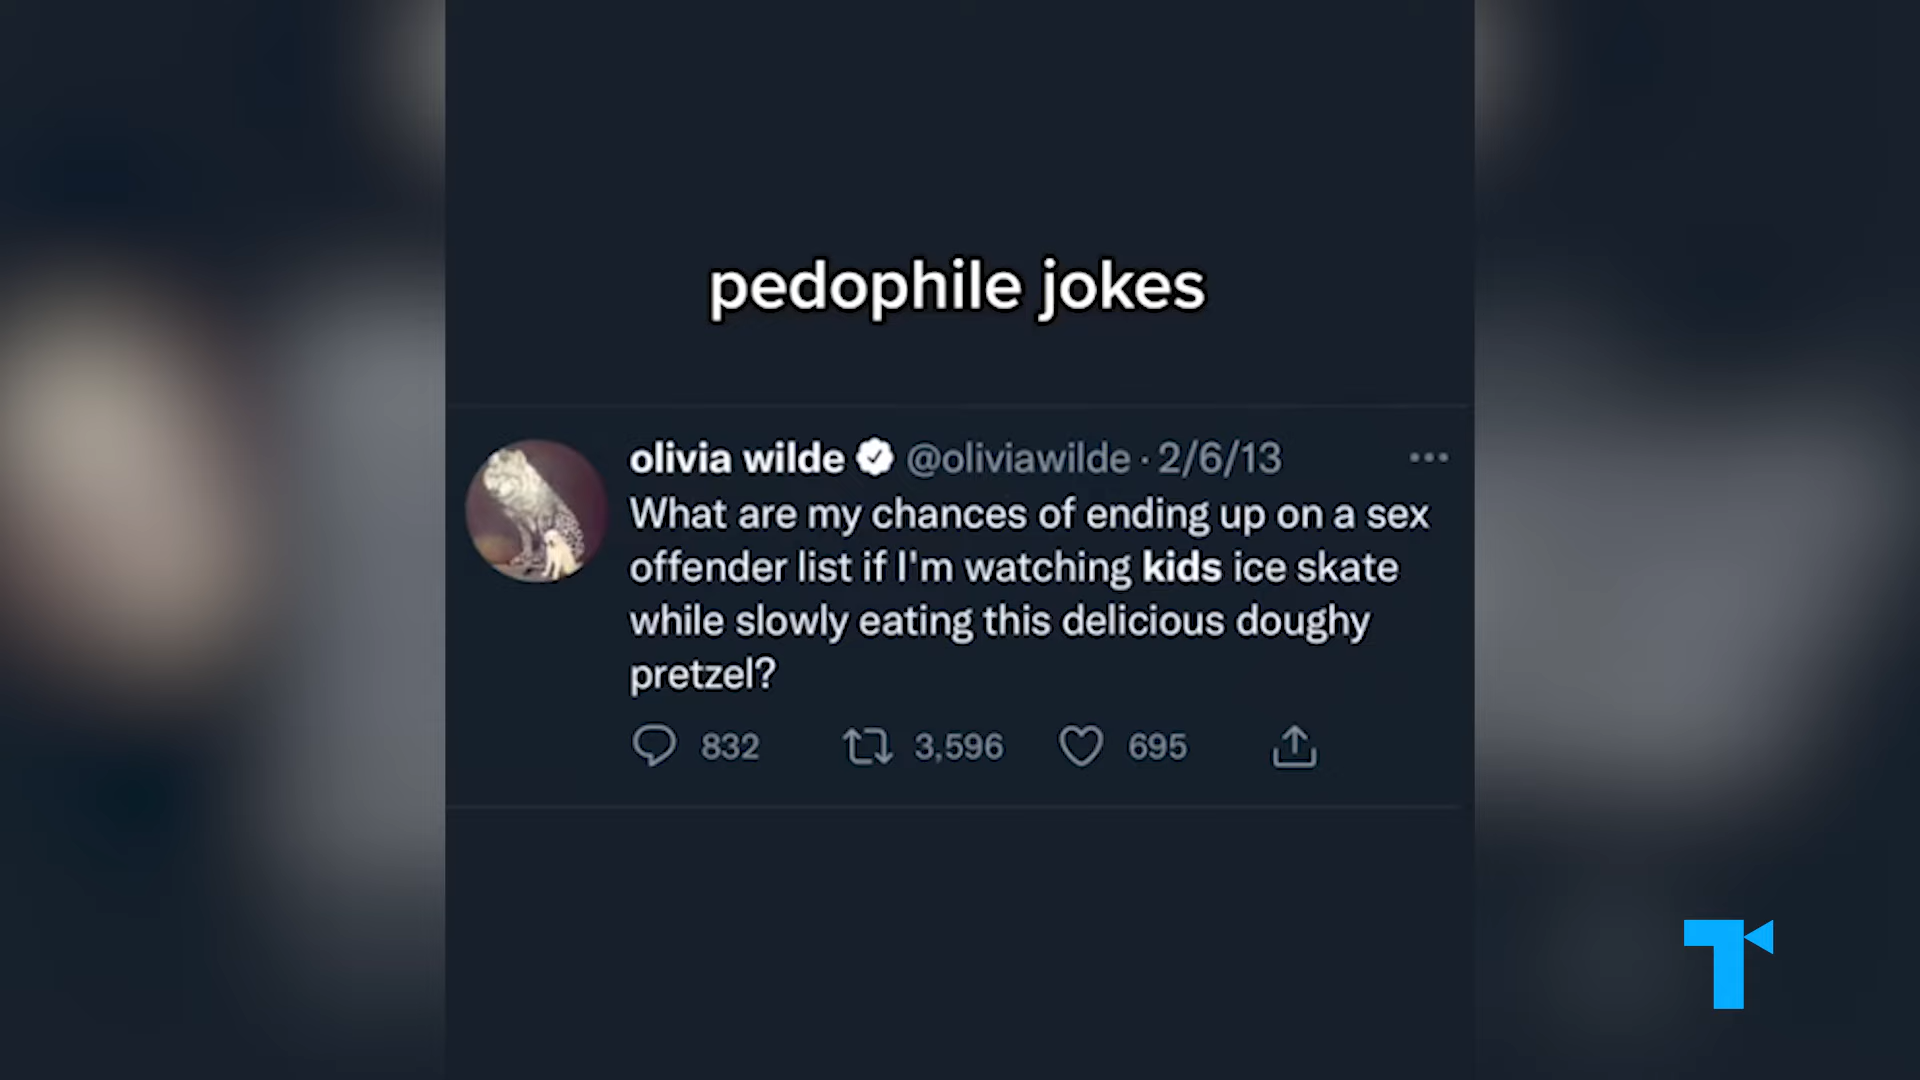 pedophile jokes
olivia wilde @oliviawilde · 2/6/13
What are my chances of ending up on a sex
offender list if I'm watching kids ice skate
while slowly eating this delicious doughy
pretzel?
832 3,596 695
T